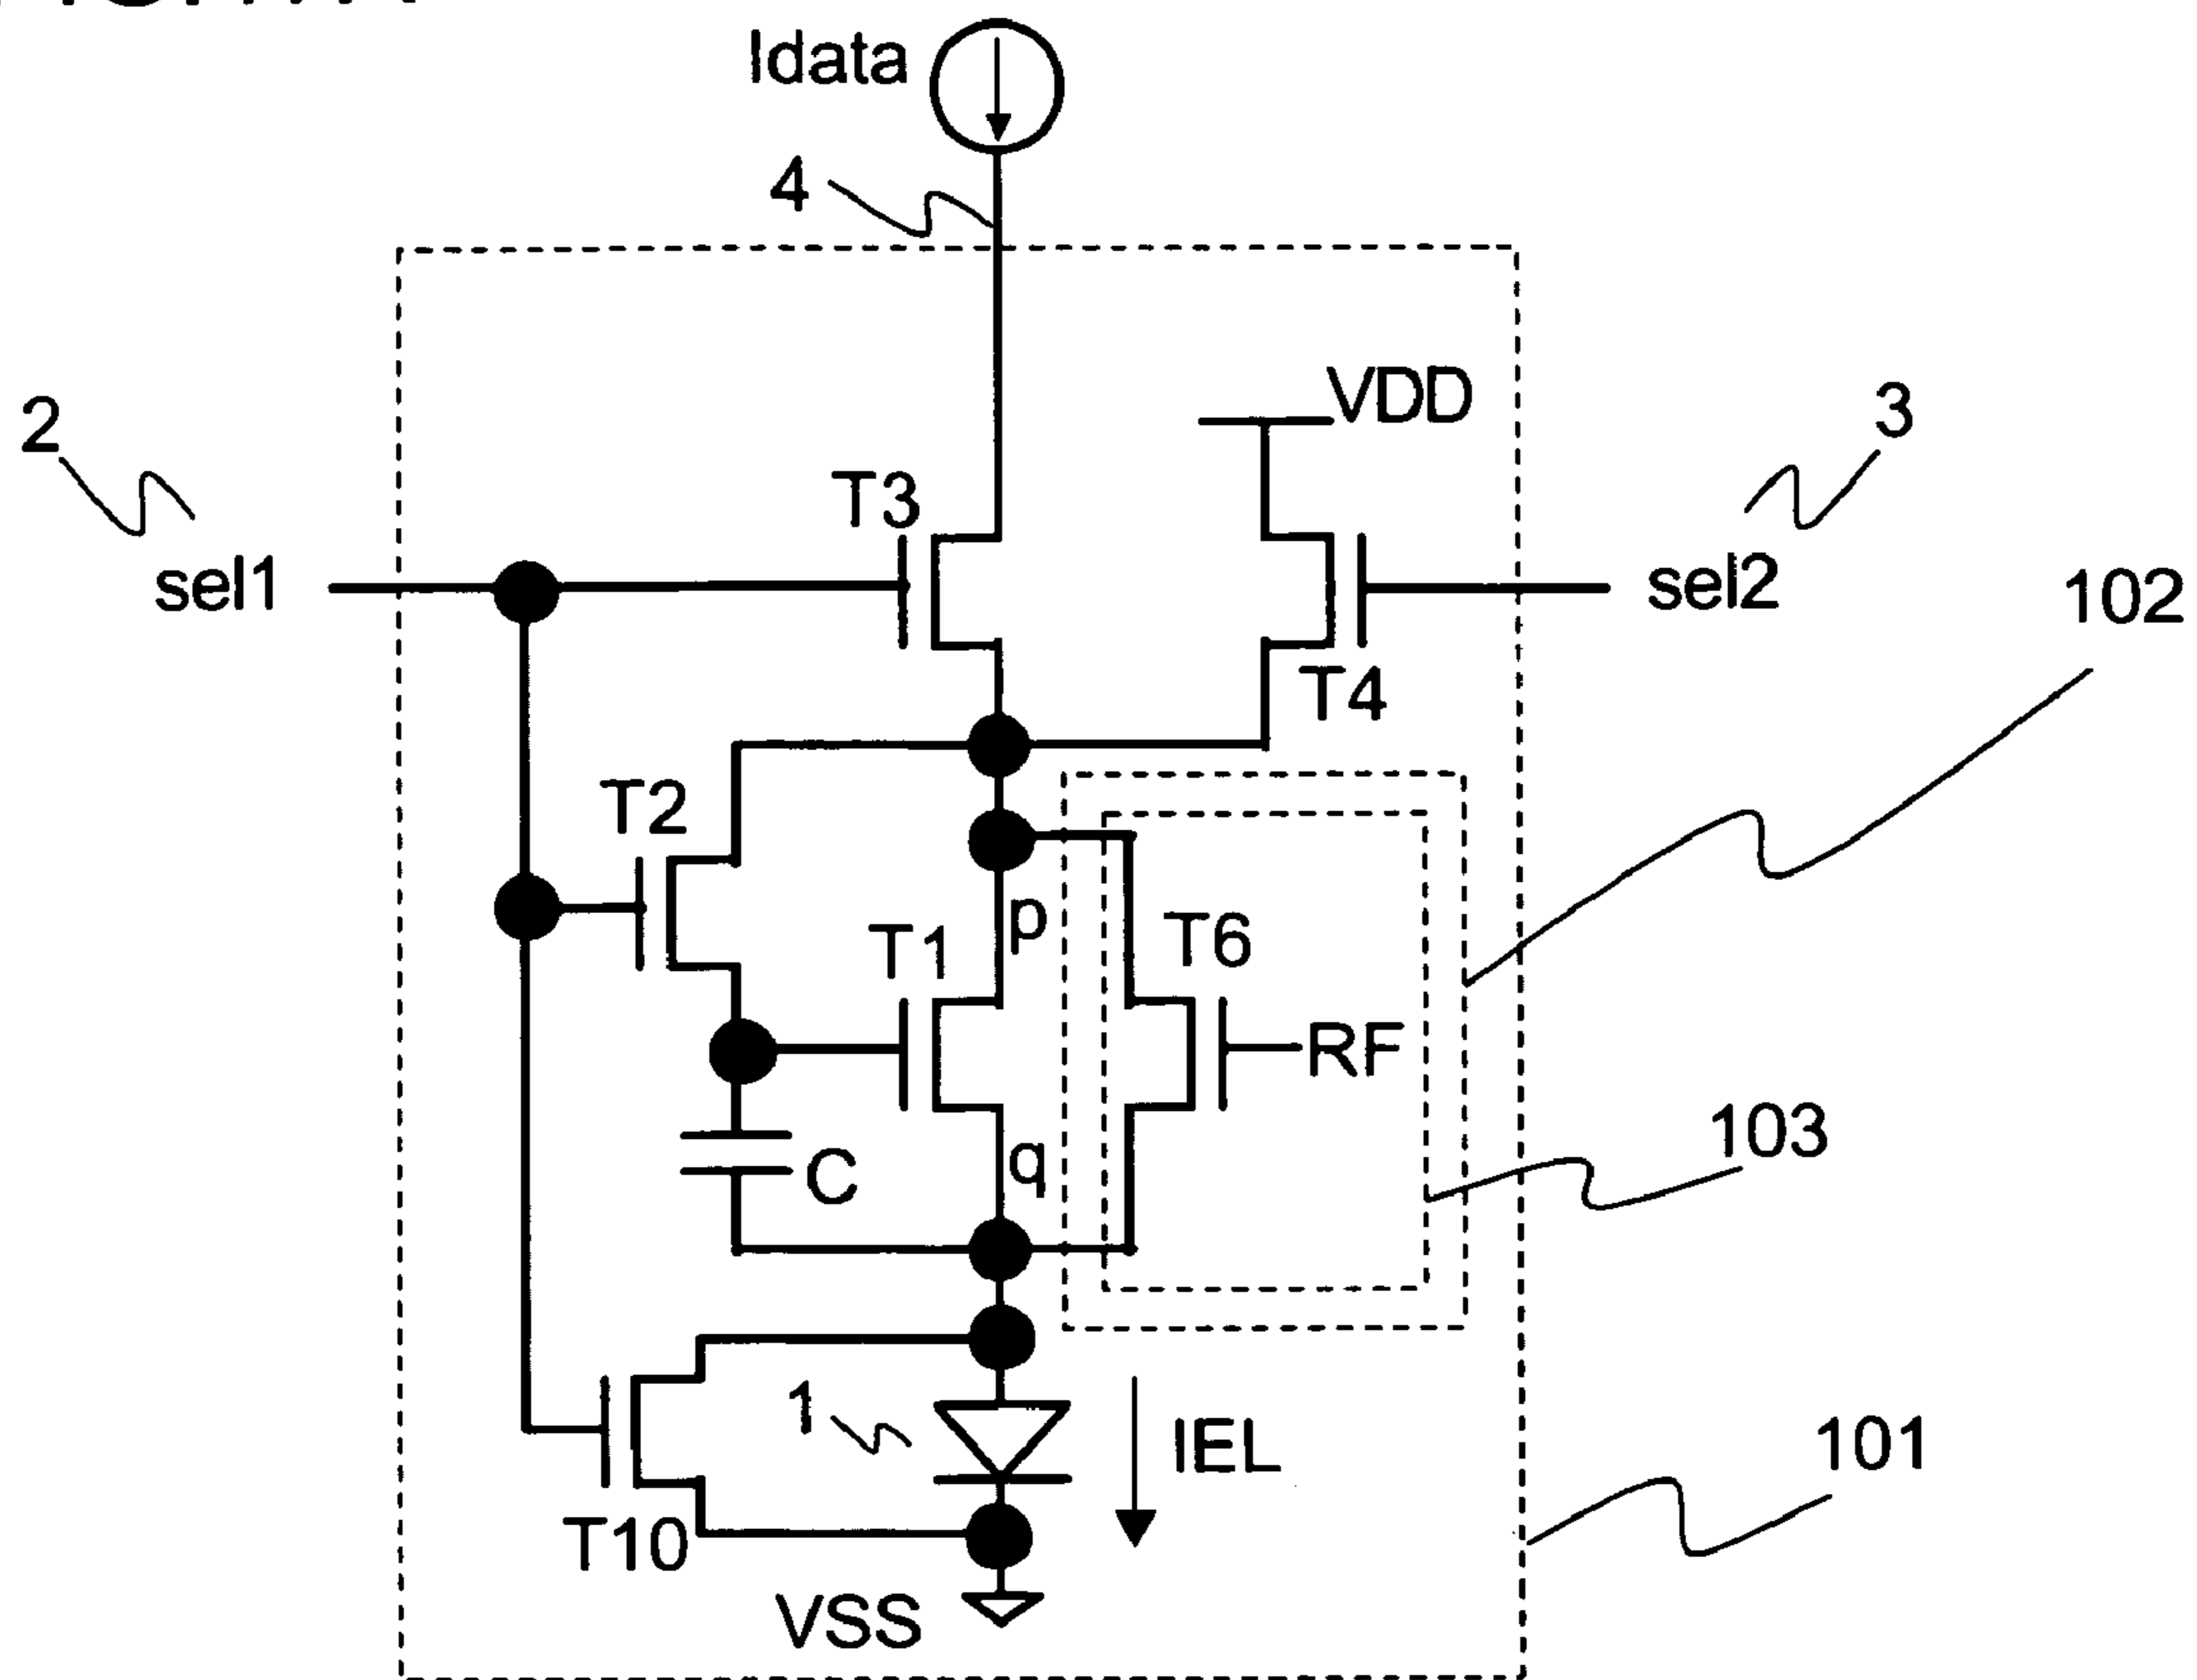 Idata
4
VDD
2
3
T3
sel1
sel2
102
T4
T2
p
T1
T6
RF
103
q
C
1
IEL
101
T10
VSS